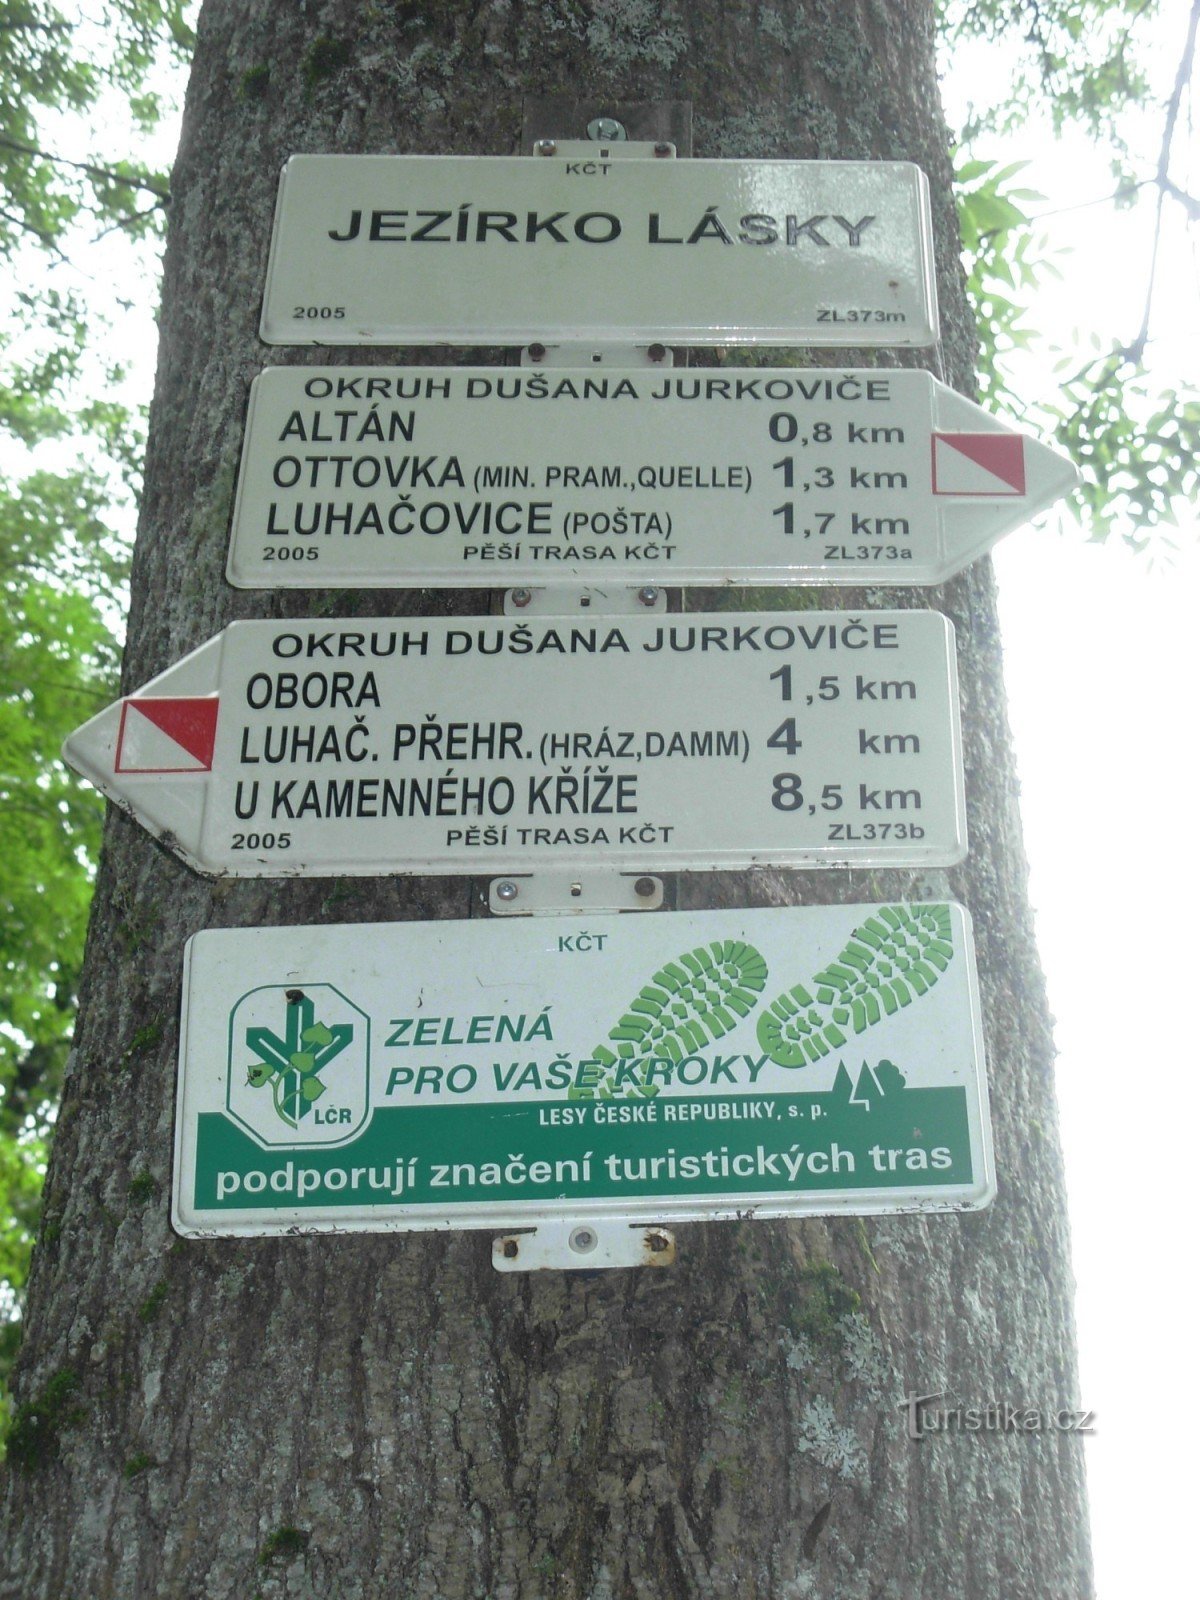 KČT
JEZÍRKO LÁSKY
2005 ZL373m
OKRUH DUŠANA JURKOVIČE
ALTÁN 0,8 km
OTTOVKA (MIN. PRAM.,QUELLE) 1,3 km
LUHAČOVICE (POŠTA) 1,7 km
2005 PĚŠÍ TRASA KČT ZL373a
OKRUH DUŠANA JURKOVIČE
OBORA 1,5 km
LUHAČ. PŘEHR. (HRÁZ,DAMM) 4 km
U KAMENNÉHO KŘÍŽE 8,5 km
2005 PĚŠÍ TRASA KČT ZL373b
KČT
ZELENÁ
PRO VAŠE KROKY
LČR
LESY ČESKÉ REPUBLIKY, s. p.
podporují značení turistických tras
Turistika.cz